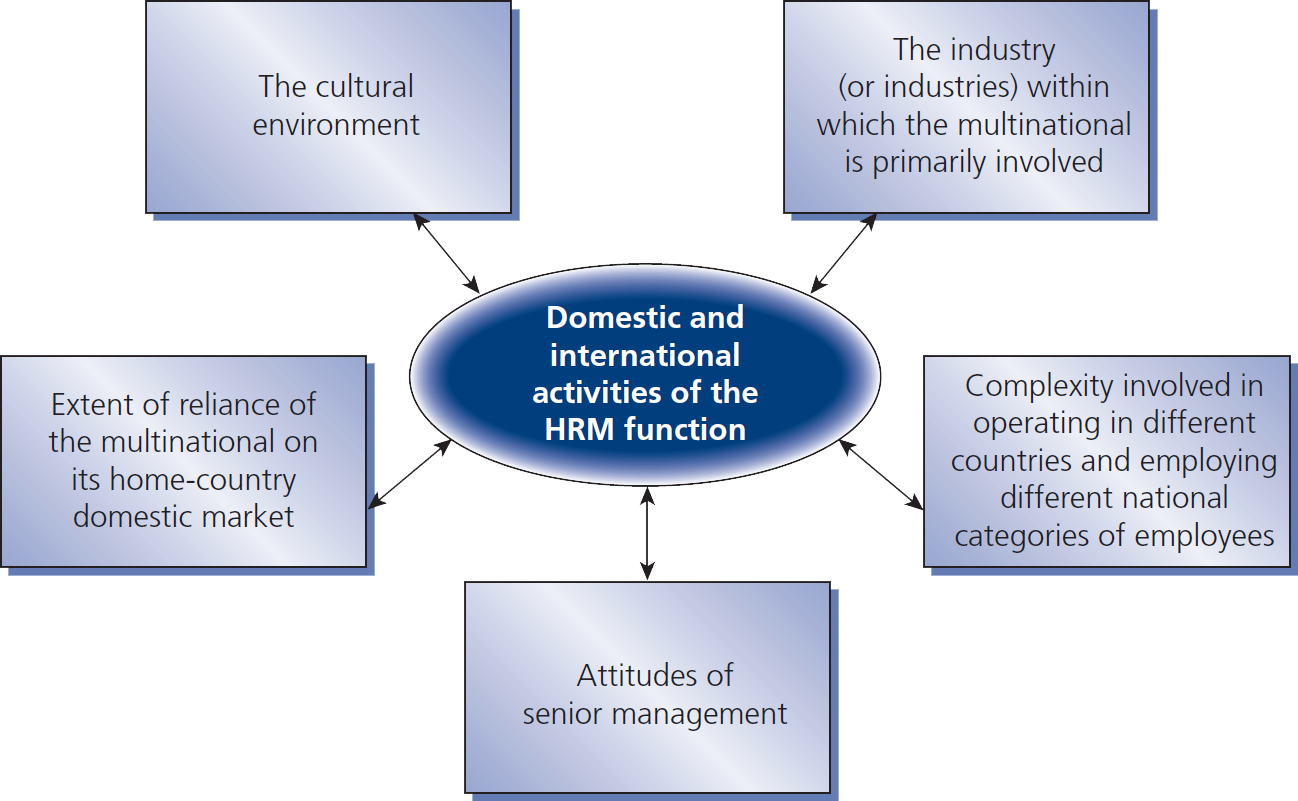 The cultural
environment
The industry
(or industries) within
which the multinational
is primarily involved
Domestic and
international
activities of the
HRM function
Extent of reliance of
the multinational on
its home-country
domestic market
Complexity involved in
operating in different
countries and employing
different national
categories of employees
Attitudes of
senior management